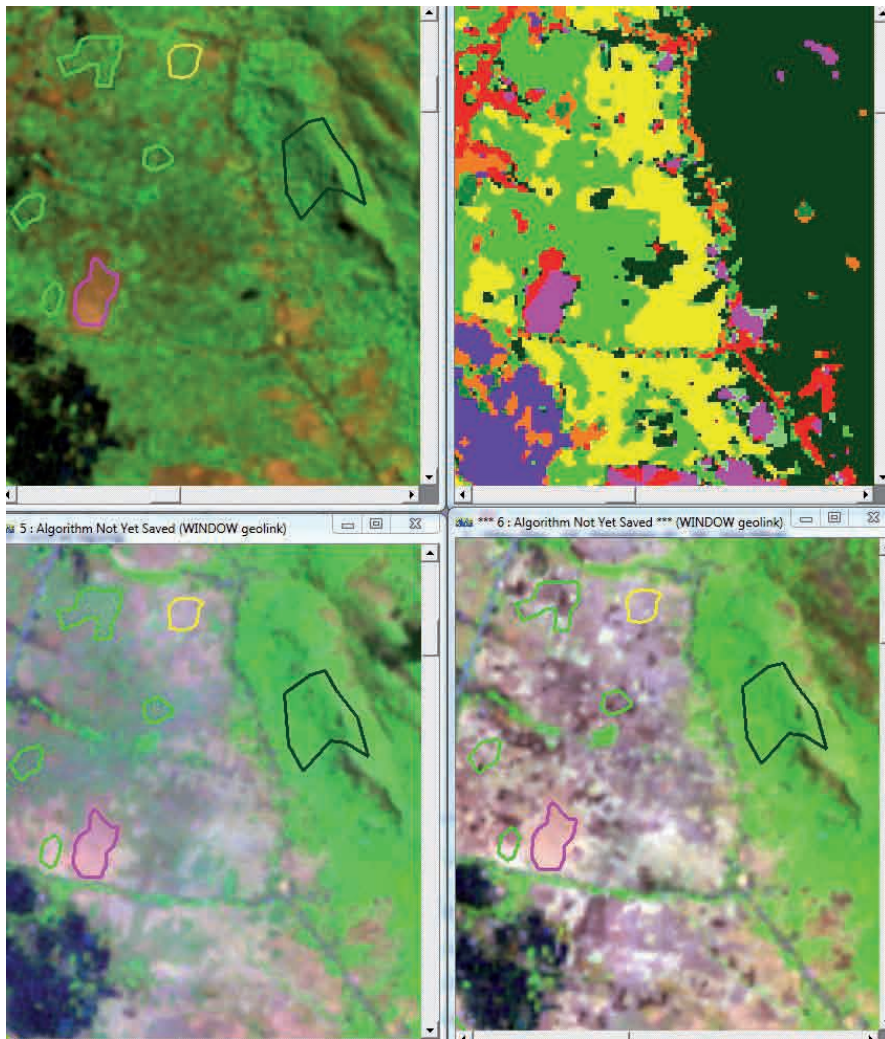 5 : Algorithm Not Yet Saved (WINDOW geolink)
*** 6 : Algorithm Not Yet Saved *** (WINDOW geolink)